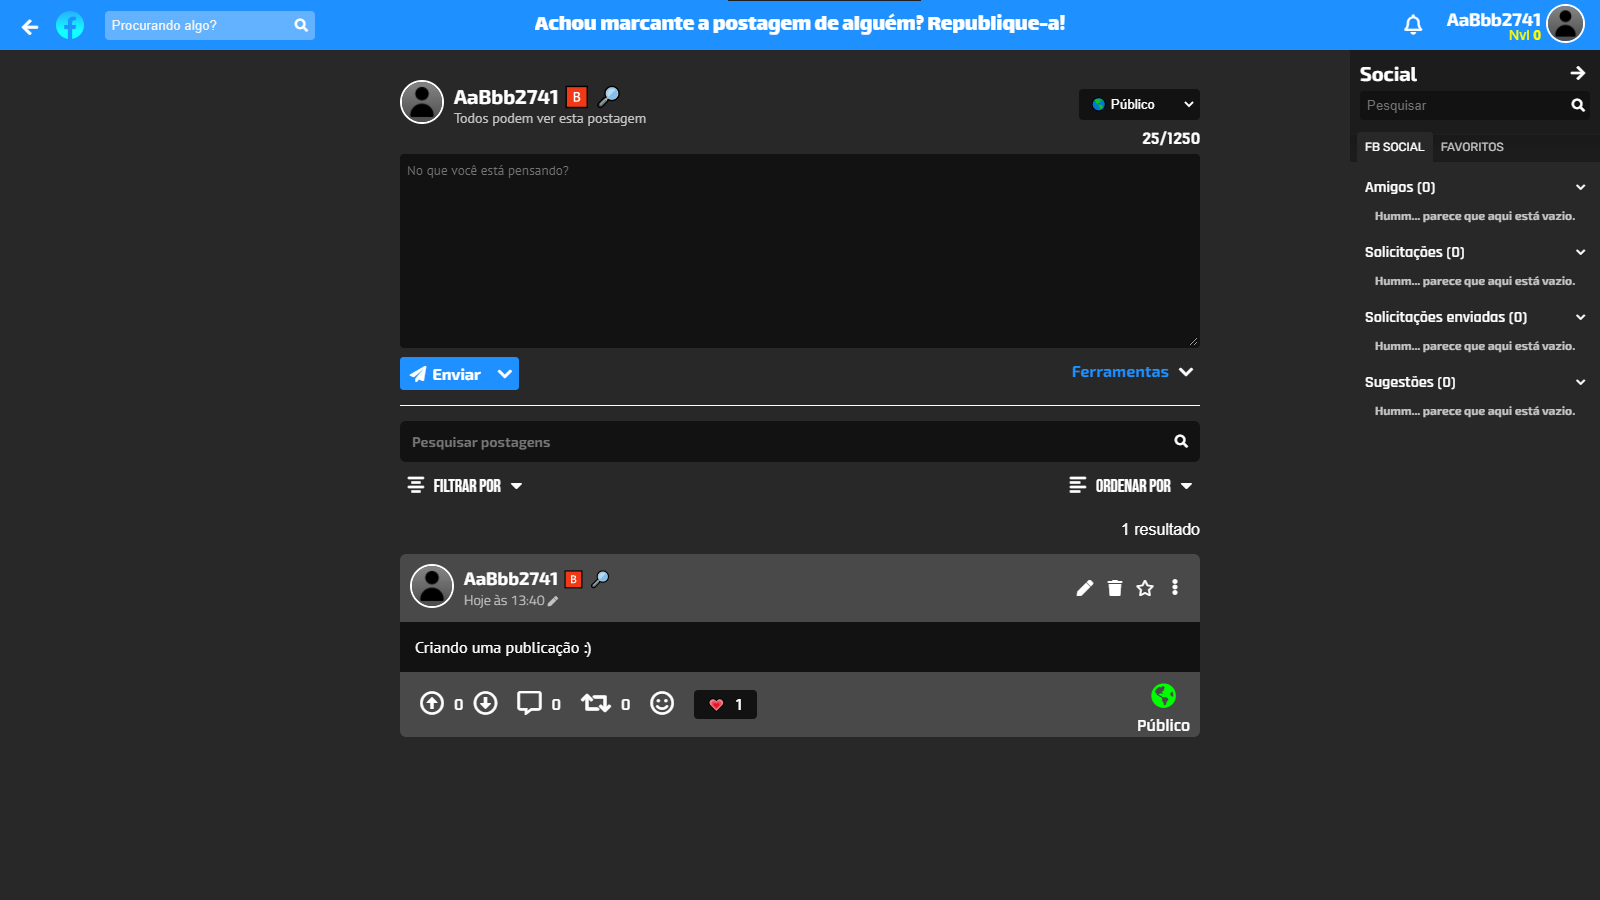 Procurando algo?
Achou marcante a postagem de alguém? Republique-a!
AaBbb2741
Nvl 0
AaBbb2741 B
Todos podem ver esta postagem
Público
25/1250
No que você está pensando?
Enviar
Ferramentas
Pesquisar postagens
FILTRAR POR
ORDENAR POR
1 resultado
AaBbb2741 B
Hoje às 13:40
Criando uma publicação :)
0
0
0
1
Público
Social
Pesquisar
FB SOCIAL
FAVORITOS
Amigos (0)
Humm... parece que aqui está vazio.
Solicitações (0)
Humm... parece que aqui está vazio.
Solicitações enviadas (0)
Humm... parece que aqui está vazio.
Sugestões (0)
Humm... parece que aqui está vazio.